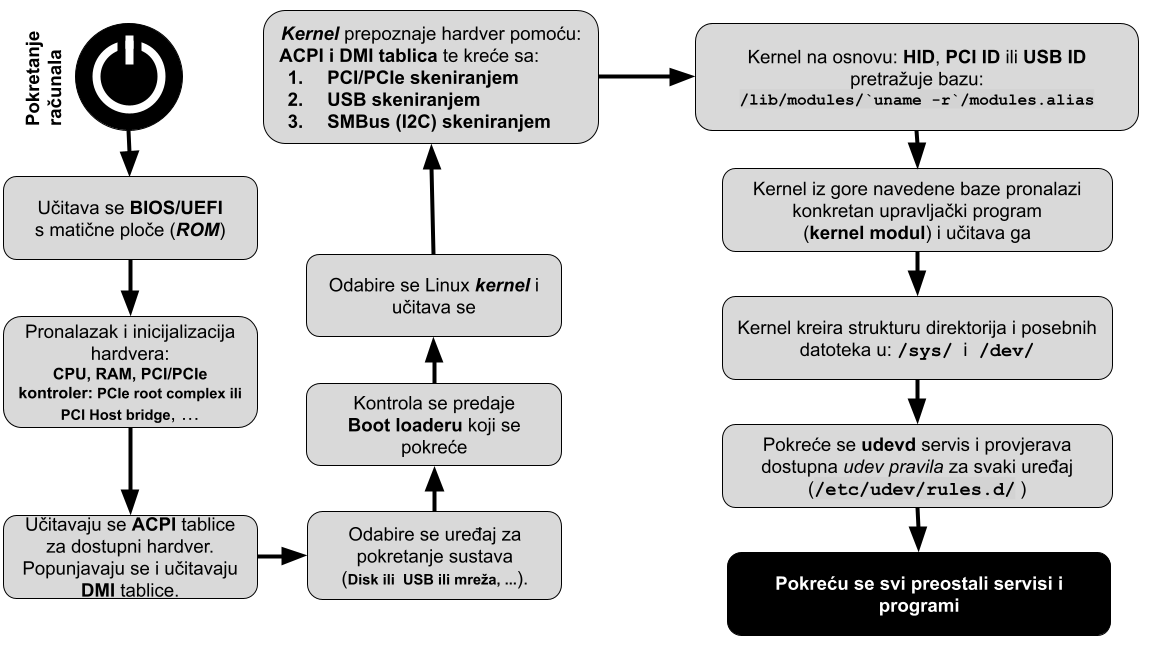 Pokretanje
računala
Učitava se BIOS/UEFI
s matične ploče (ROM)
Pronalazak i inicijalizacija
hardvera:
CPU, RAM, PCI/PCIe
kontroler: PCIe root complex ili
PCI Host bridge, ...
Učitavaju se ACPI tablice
za dostupni hardver.
Popunjavaju se i učitavaju
DMI tablice.
Odabire se uređaj za
pokretanje sustava
(Disk ili USB ili mreža, ...).
Kontrola se predaje
Boot loaderu koji se
pokreće
Odabire se Linux kernel i
učitava se
Kernel prepoznaje hardver pomoću:
ACPI i DMI tablica te kreće sa:
1. PCI/PCIe skeniranjem
2. USB skeniranjem
3. SMBus (I2C) skeniranjem
Kernel na osnovu: HID, PCI ID ili USB ID
pretražuje bazu:
/lib/modules/`uname -r`/modules.alias
Kernel iz gore navedene baze pronalazi
konkretan upravljački program
(kernel modul) i učitava ga
Kernel kreira strukturu direktorija i posebnih
datoteka u: /sys/ i /dev/
Pokreće se udevd servis i provjerava
dostupna udev pravila za svaki uređaj
(/etc/udev/rules.d/ )
Pokreću se svi preostali servisi i
programi